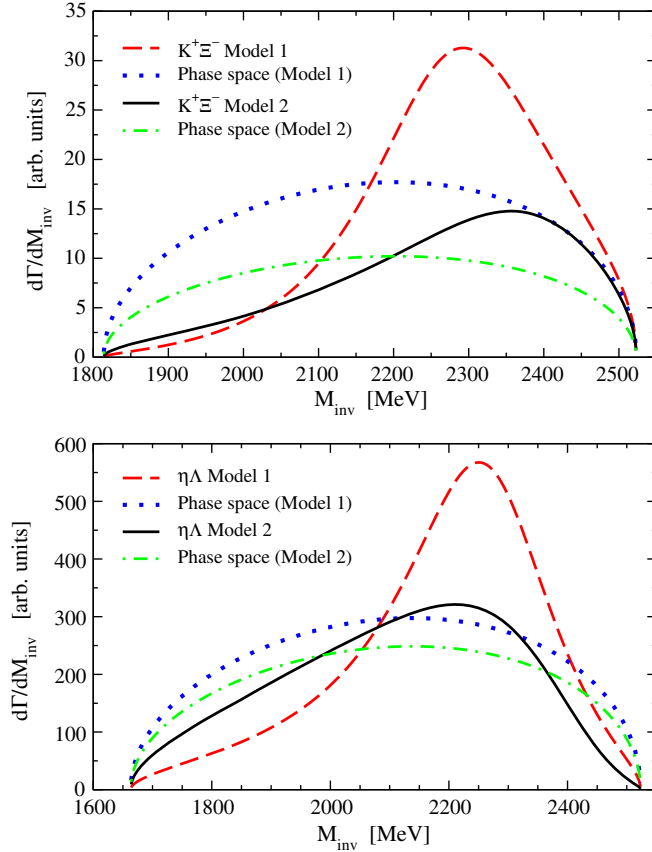 35
30
25
20
15
10
5
0
dΓ/dM_inv [arb. units]
K⁺Ξ⁻ Model 1
Phase space (Model 1)
K⁺Ξ⁻ Model 2
Phase space (Model 2)
1800 1900 2000 2100 2200 2300 2400 2500
M_inv [MeV]
600
500
400
300
200
100
0
dΓ/dM_inv [arb. units]
ηΛ Model 1
Phase space (Model 1)
ηΛ Model 2
Phase space (Model 2)
1600 1800 2000 2200 2400
M_inv [MeV]